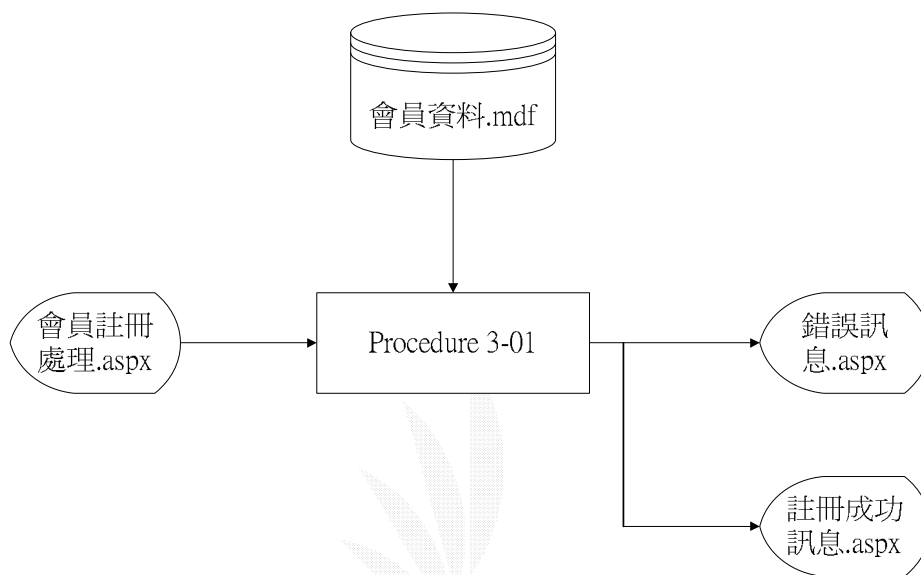 會員資料.mdf
會員註冊
處理.aspx
Procedure 3-01
錯誤訊
息.aspx
註冊成功
訊息.aspx